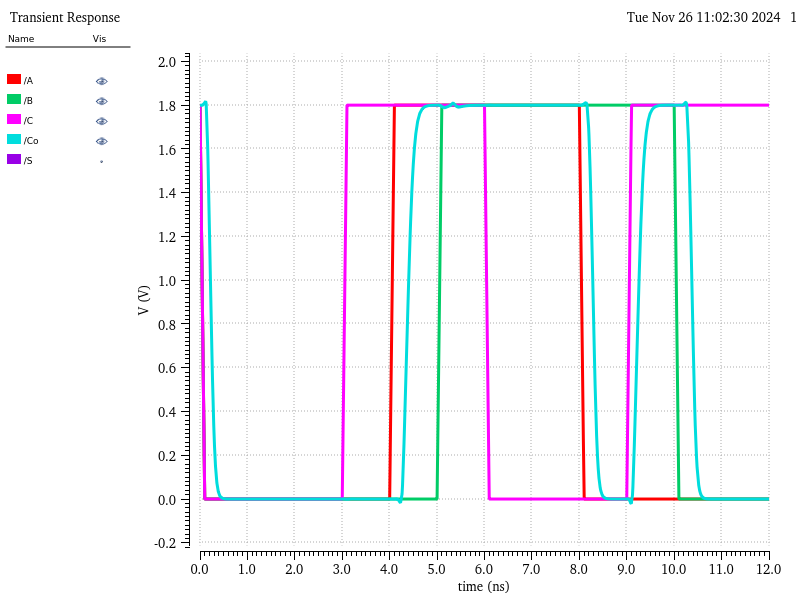 Transient Response
Tue Nov 26 11:02:30 2024 1
Name Vis
/A
/B
/C
/Co
/S
2.0
1.8
1.6
1.4
1.2
1.0
0.8
0.6
0.4
0.2
0.0
-0.2
V (V)
0.0 1.0 2.0 3.0 4.0 5.0 6.0 7.0 8.0 9.0 10.0 11.0 12.0
time (ns)